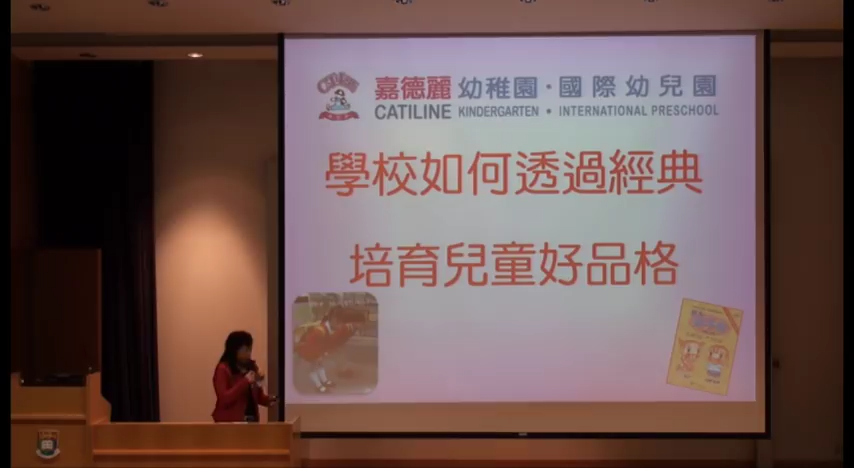 嘉德麗 幼稚園·國際幼兒園
CATILINE KINDERGARTEN • INTERNATIONAL PRESCHOOL
學校如何透過經典
培育兒童好品格